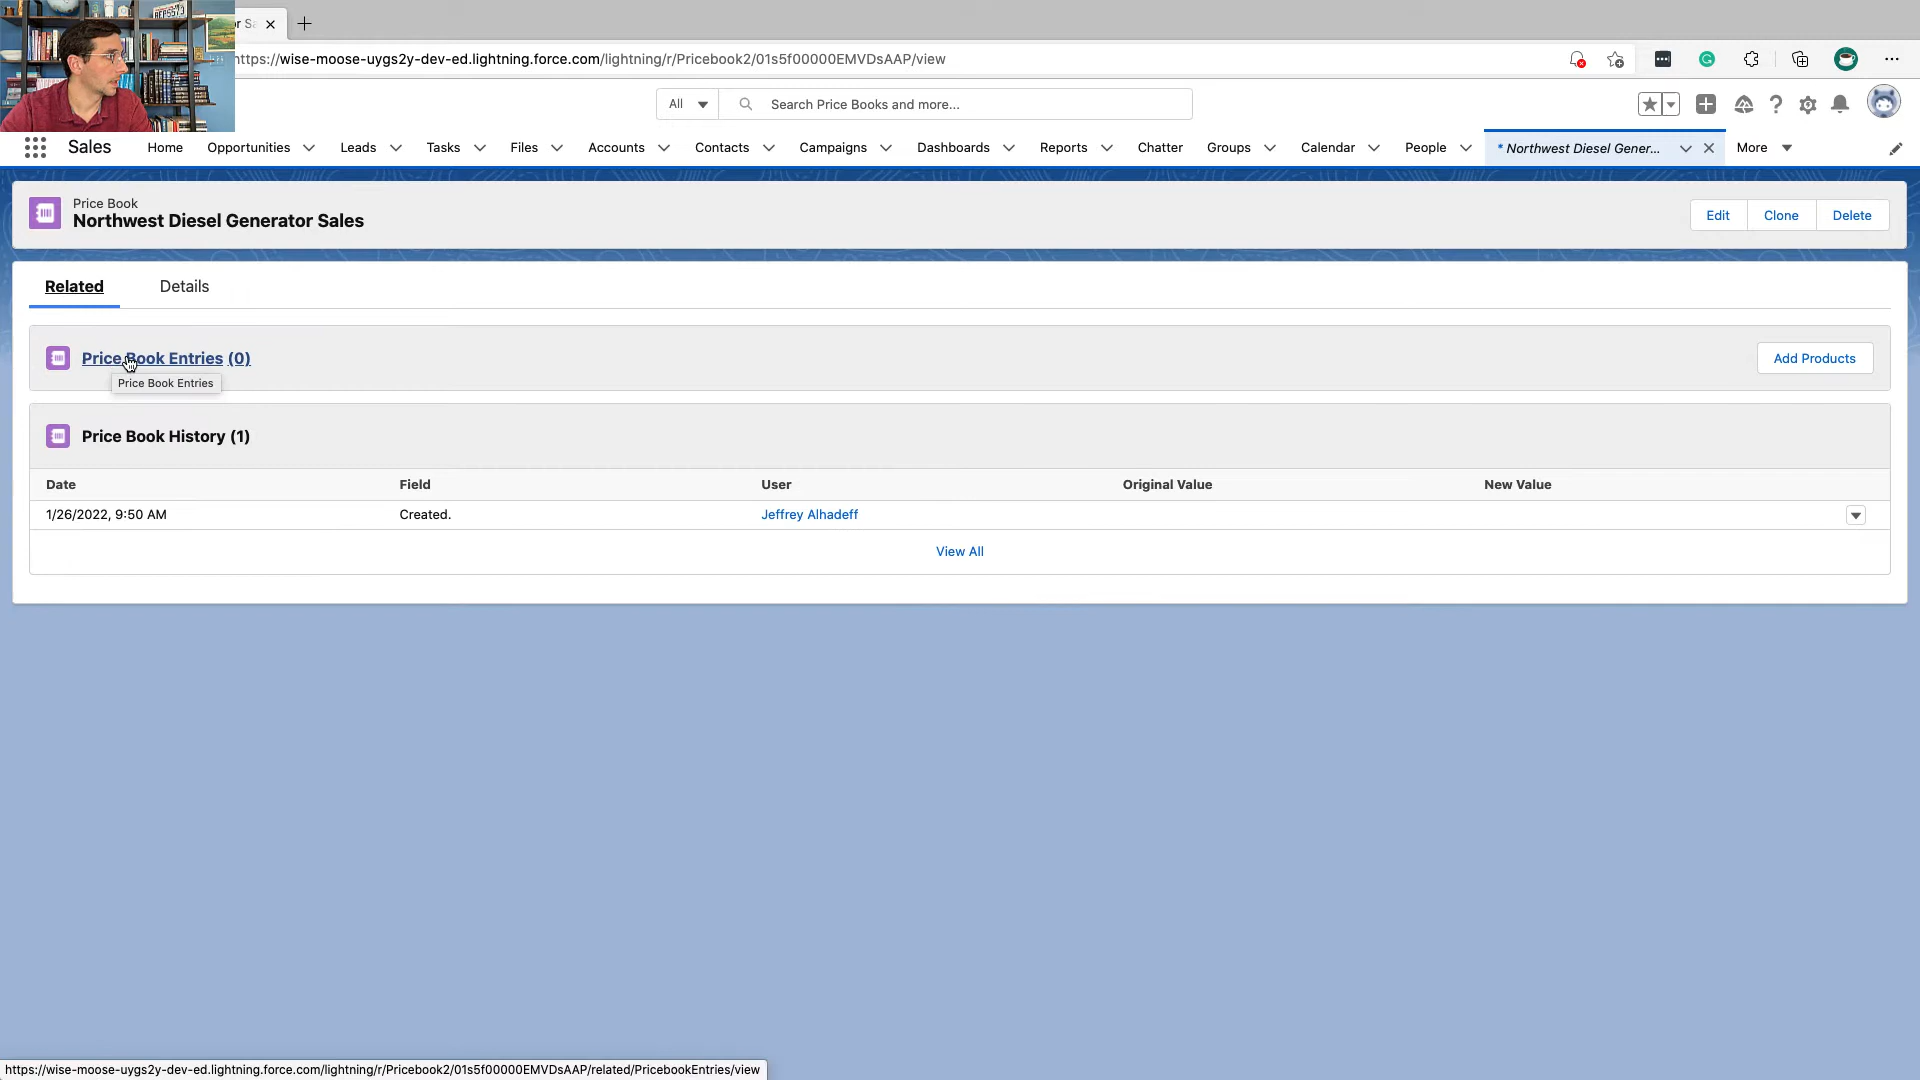 r S
https://wise-moose-uygs2y-dev-ed.lightning.force.com/lightning/r/Pricebook2/01s5f00000EMVDsAAP/view
All
Search Price Books and more...
Sales
Home
Opportunities
Leads
Tasks
Files
Accounts
Contacts
Campaigns
Dashboards
Reports
Chatter
Groups
Calendar
People
* Northwest Diesel Gener...
More
Price Book
Northwest Diesel Generator Sales
Edit
Clone
Delete
Related
Details
Price Book Entries (0)
Add Products
Price Book Entries
Price Book History (1)
Date
Field
User
Original Value
New Value
1/26/2022, 9:50 AM
Created.
Jeffrey Alhadeff
View All
https://wise-moose-uygs2y-dev-ed.lightning.force.com/lightning/r/Pricebook2/01s5f00000EMVDsAAP/related/PricebookEntries/view